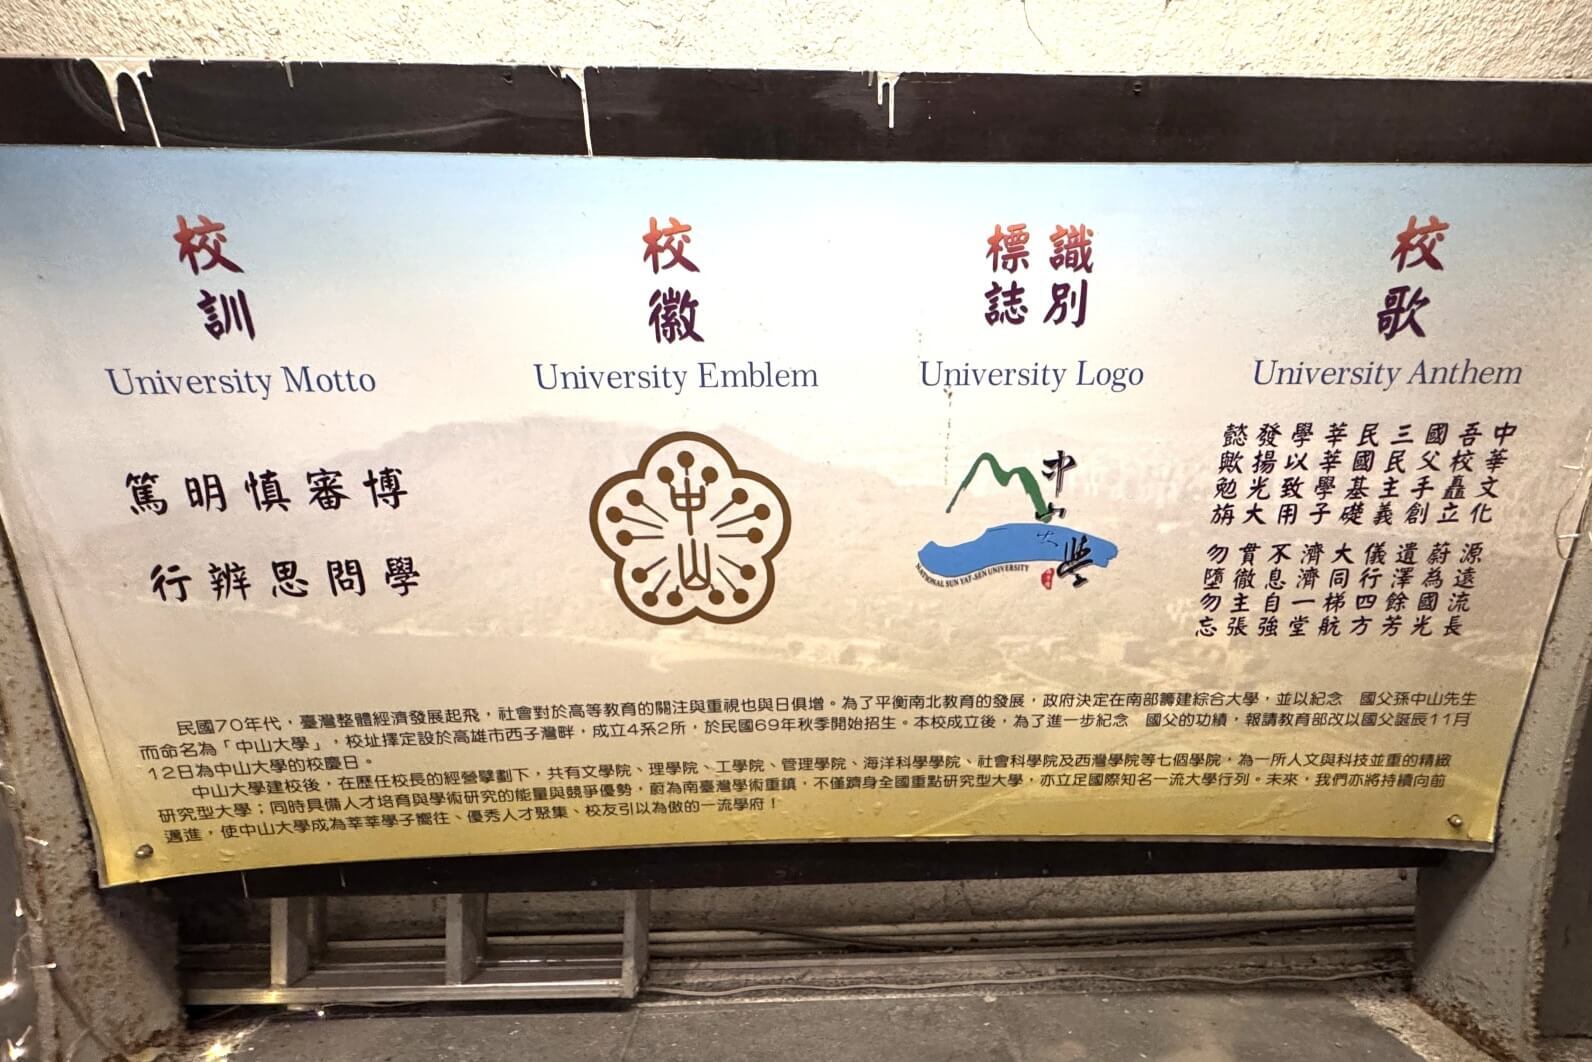 校訓
University Motto
博學
審問
慎思
明辨
篤行
校徽
University Emblem
中山
識別
標誌
University Logo
中山大學
NATIONAL SUN YAT-SEN UNIVERSITY
校歌
University Anthem
中華文化
吾校矗立
國父手創
三民主義
民國基礎
莘莘學子
學以致用
發揚光大
懿歟勉旃
源遠流長
蔚為國光
遺澤餘芳
儀行四方
大同梯航
濟濟一堂
不息自強
貫徹主張
勿墮勿忘
民國70年代，臺灣整體經濟發展起飛，社會對於高等教育的關注與重視也與日俱增。為了平衡南北教育的發展，政府決定在南部籌建綜合大學，並以紀念　國父孫中山先生
而命名為「中山大學」，校址擇定設於高雄市西子灣畔，成立4系2所，於民國69年秋季開始招生。本校成立後，為了進一步紀念　國父的功績，報請教育部改以國父誕辰11月
12日為中山大學的校慶日。
中山大學建校後，在歷任校長的經營擘劃下，共有文學院、理學院、工學院、管理學院、海洋科學學院、社會科學院及西灣學院等七個學院，為一所人文與科技並重的精緻
研究型大學；同時具備人才培育與學術研究的能量與競爭優勢，蔚為南臺灣學術重鎮，不僅躋身全國重點研究型大學，亦立足國際知名一流大學行列。未來，我們亦將持續向前
邁進，使中山大學成為莘莘學子嚮往、優秀人才聚集、校友引以為傲的一流學府！